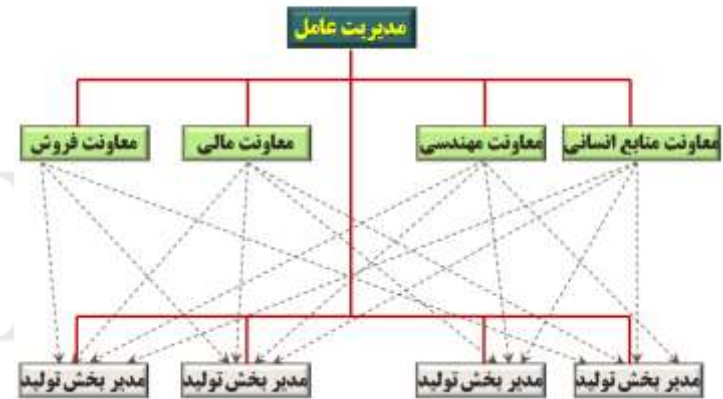 مدیریت عامل
معاونت منابع انسانی
معاونت مهندسی
معاونت مالی
معاونت فروش
مدیر بخش تولید
مدیر بخش تولید
مدیر بخش تولید
مدیر بخش تولید